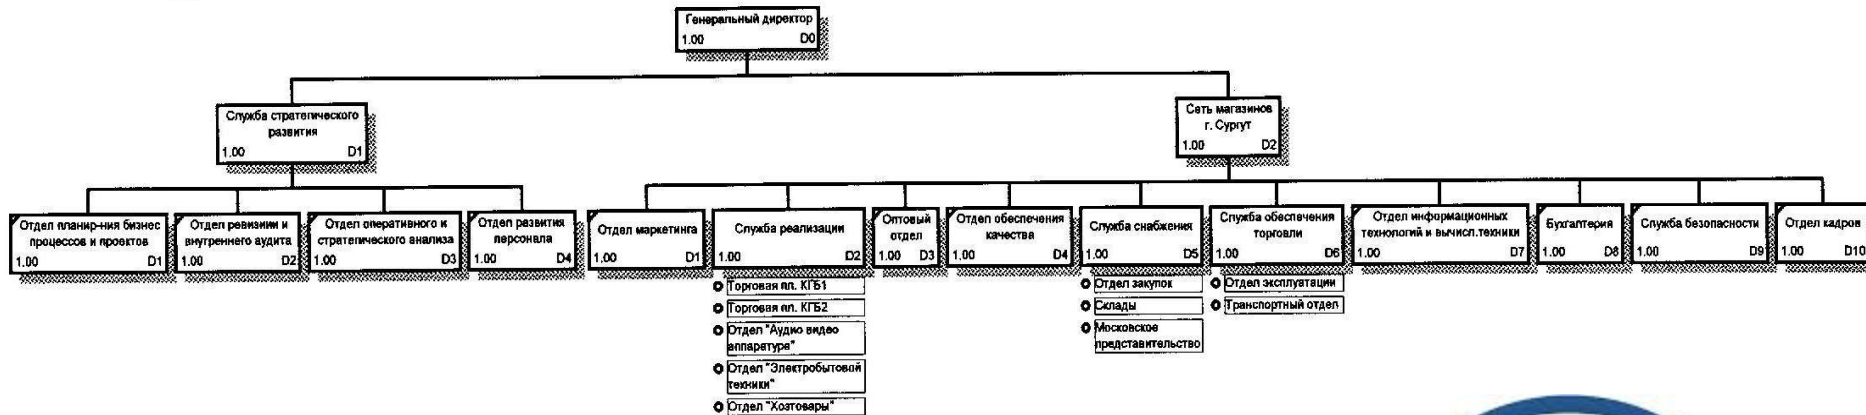 Генеральный директор
1.00 D0
Служба стратегического
развития
1.00 D1
Сеть магазинов
г. Сургут
1.00 D2
Отдел планир-ния бизнес
процессов и проектов
1.00 D1
Отдел ревизии и
внутреннего аудита
1.00 D2
Отдел оперативного и
стратегического анализа
1.00 D3
Отдел развития
персонала
1.00 D4
Отдел маркетинга
1.00 D1
Служба реализации
1.00 D2
Оптовый
отдел
1.00 D3
Отдел обеспечения
качества
1.00 D4
Служба снабжения
1.00 D5
Служба обеспечения
торговли
1.00 D6
Отдел информационных
технологий и вычисл.техники
1.00 D7
Бухгалтерия
1.00 D8
Служба безопасности
1.00 D9
Отдел кадров
1.00 D10
Торговая пл. КГБ1
Торговая пл. КГБ2
Отдел "Аудио видео
аппаратура"
Отдел "Электробытовой
техники"
Отдел "Хозтовары"
Отдел закупок
Склады
Московское
представительство
Отдел эксплуатации
Транспортный отдел